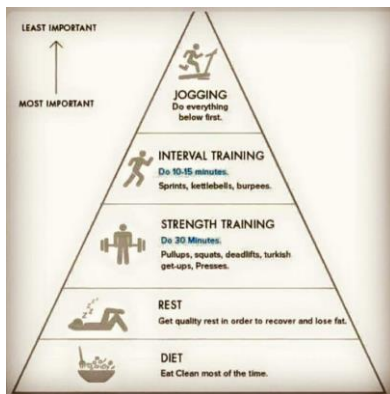 LEAST IMPORTANT
MOST IMPORTANT
JOGGING
Do everything
below first.
INTERVAL TRAINING
Do 10-15 minutes.
Sprints, kettlebells, burpees.
STRENGTH TRAINING
Do 30 Minutes.
Pullups, squats, deadlifts, turkish
get-ups, Presses.
REST
Get quality rest in order to recover and lose fat.
DIET
Eat Clean most of the time.